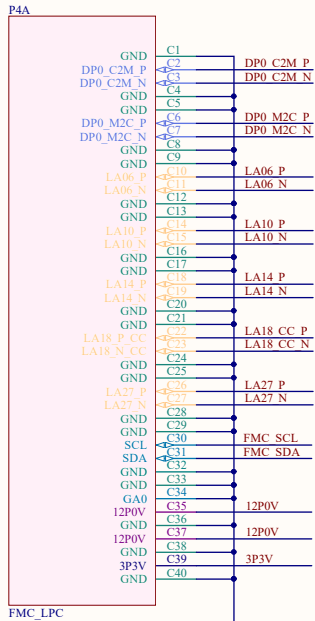 P4A
GND C1
DP0_C2M_P C2 DP0_C2M_P
DP0_C2M_N C3 DP0_C2M_N
GND C4
GND C5
DP0_M2C_P C6 DP0_M2C_P
DP0_M2C_N C7 DP0_M2C_N
GND C8
GND C9
LA06_P C10 LA06_P
LA06_N C11 LA06_N
GND C12
GND C13
LA10_P C14 LA10_P
LA10_N C15 LA10_N
GND C16
GND C17
LA14_P C18 LA14_P
LA14_N C19 LA14_N
GND C20
GND C21
LA18_P_CC C22 LA18_CC_P
LA18_N_CC C23 LA18_CC_N
GND C24
GND C25
LA27_P C26 LA27_P
LA27_N C27 LA27_N
GND C28
GND C29
SCL C30 FMC_SCL
SDA C31 FMC_SDA
GND C32
GND C33
GA0 C34
12P0V C35 12P0V
GND C36
12P0V C37 12P0V
GND C38
3P3V C39 3P3V
GND C40
FMC_LPC